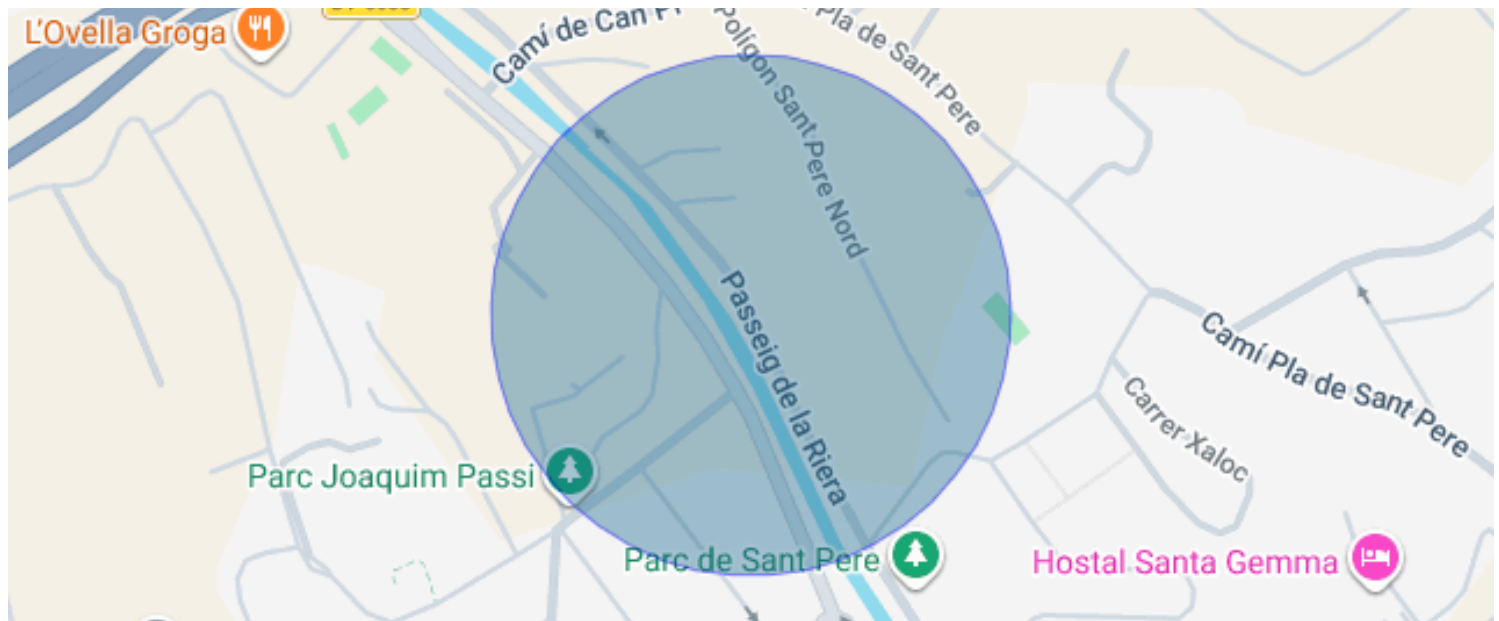 L'Ovella Groga
Camí de Can
Polígon Sant Pere Nord
Pla de Sant Pere
Passeig de la Riera
Camí Pla de Sant Pere
Carrer Xaloc
Parc Joaquim Passi
Parc de Sant Pere
Hostal Santa Gemma